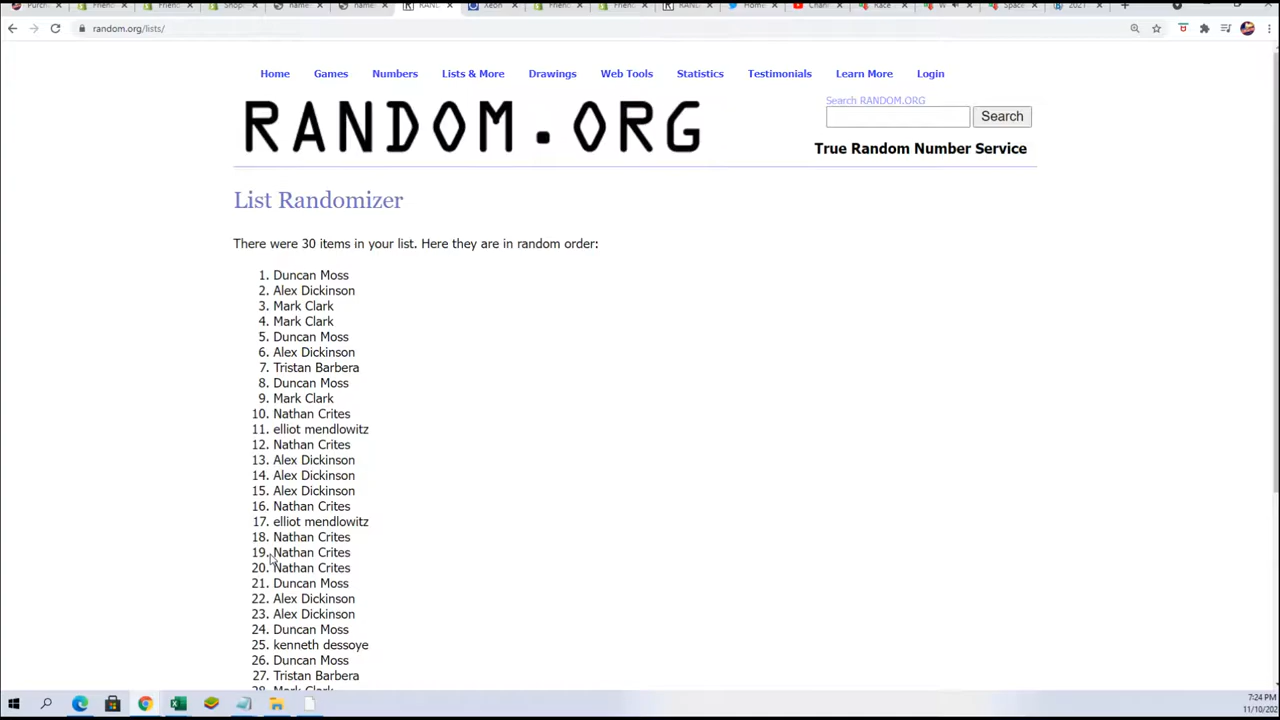 random.org/lists/
Home Games Numbers Lists & More Drawings Web Tools Statistics Testimonials Learn More Login
Search RANDOM.ORG
RANDOM.ORG
Search
True Random Number Service
List Randomizer
There were 30 items in your list. Here they are in random order:
1. Duncan Moss
2. Alex Dickinson
3. Mark Clark
4. Mark Clark
5. Duncan Moss
6. Alex Dickinson
7. Tristan Barbera
8. Duncan Moss
9. Mark Clark
10. Nathan Crites
11. elliot mendlowitz
12. Nathan Crites
13. Alex Dickinson
14. Alex Dickinson
15. Alex Dickinson
16. Nathan Crites
17. elliot mendlowitz
18. Nathan Crites
19. Nathan Crites
20. Nathan Crites
21. Duncan Moss
22. Alex Dickinson
23. Alex Dickinson
24. Duncan Moss
25. kenneth dessoye
26. Duncan Moss
27. Tristan Barbera
28. Mark Clark
7:24 PM
11/10/202